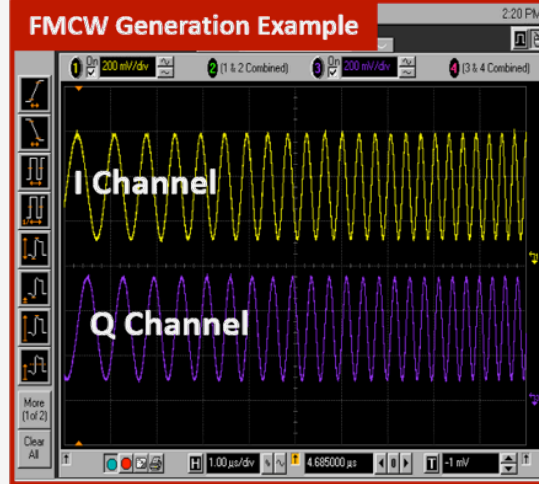 FMCW Generation Example
2:20 PM
1 On 200 mV/div 2 (1 & 2 Combined) 3 On 200 mV/div 4 (3 & 4 Combined)
I Channel
Q Channel
More
(1 of 2)
Clear
All
H 1.00 µs/div 4.685000 µs 0 T -1 mV